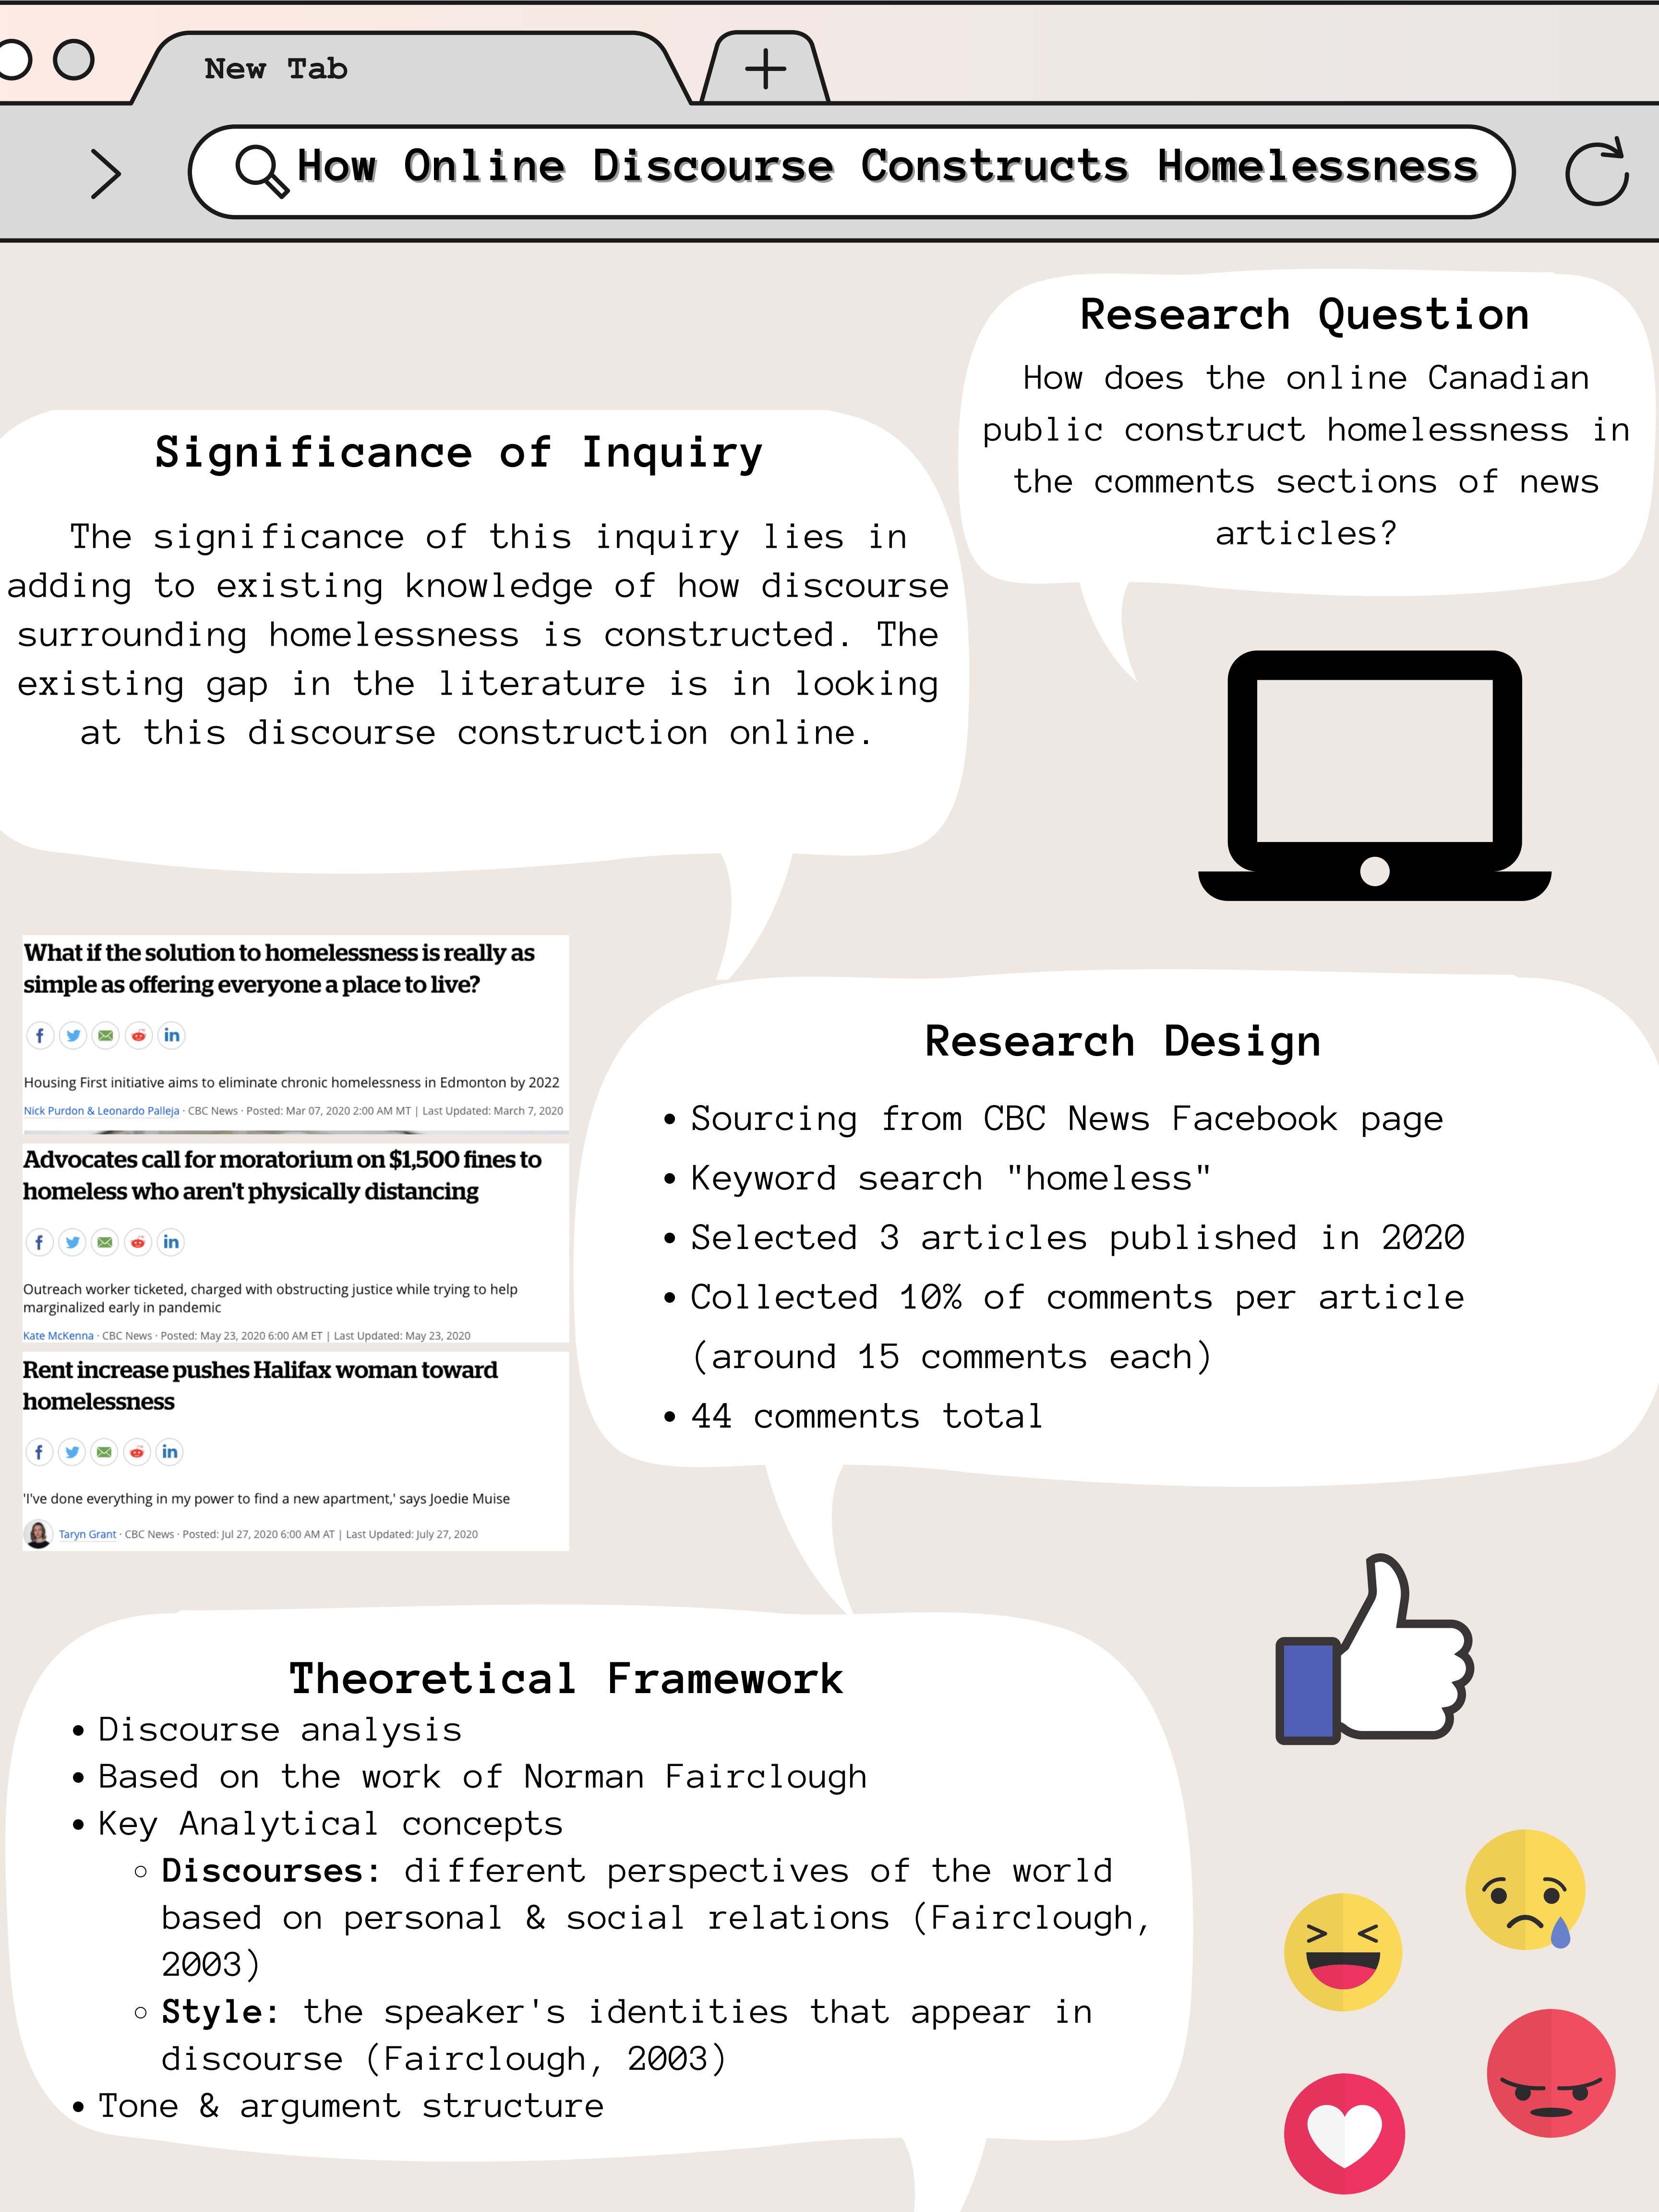 New Tab
How Online Discourse Constructs Homelessness
Research Question
How does the online Canadian
public construct homelessness in
the comments sections of news
articles?
Significance of Inquiry
The significance of this inquiry lies in
adding to existing knowledge of how discourse
surrounding homelessness is constructed. The
existing gap in the literature is in looking
at this discourse construction online.
What if the solution to homelessness is really as
simple as offering everyone a place to live?
Housing First initiative aims to eliminate chronic homelessness in Edmonton by 2022
Nick Purdon & Leonardo Palleja · CBC News · Posted: Mar 07, 2020 2:00 AM MT | Last Updated: March 7, 2020
Advocates call for moratorium on $1,500 fines to
homeless who aren't physically distancing
Outreach worker ticketed, charged with obstructing justice while trying to help
marginalized early in pandemic
Kate McKenna · CBC News · Posted: May 23, 2020 6:00 AM ET | Last Updated: May 23, 2020
Rent increase pushes Halifax woman toward
homelessness
'I've done everything in my power to find a new apartment,' says Joedie Muise
Taryn Grant · CBC News · Posted: Jul 27, 2020 6:00 AM AT | Last Updated: July 27, 2020
Research Design
• Sourcing from CBC News Facebook page
• Keyword search "homeless"
• Selected 3 articles published in 2020
• Collected 10% of comments per article
(around 15 comments each)
• 44 comments total
Theoretical Framework
• Discourse analysis
• Based on the work of Norman Fairclough
• Key Analytical concepts
◦ Discourses: different perspectives of the world
based on personal & social relations (Fairclough,
2003)
◦ Style: the speaker's identities that appear in
discourse (Fairclough, 2003)
• Tone & argument structure